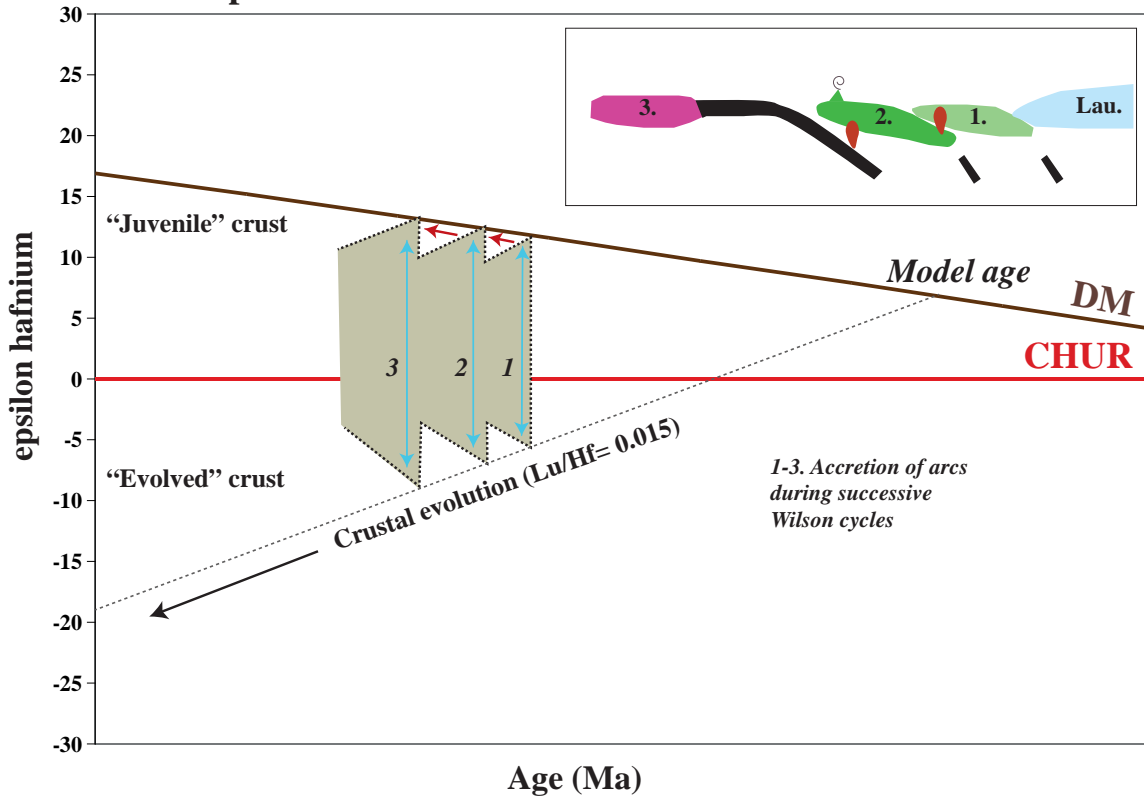 30
25
20
15
10
5
0
-5
-10
-15
-20
-25
-30
epsilon hafnium
Age (Ma)
3.
2.
1.
Lau.
“Juvenile” crust
Model age
DM
CHUR
3
2
1
“Evolved” crust
Crustal evolution (Lu/Hf= 0.015)
1-3. Accretion of arcs
during successive
Wilson cycles